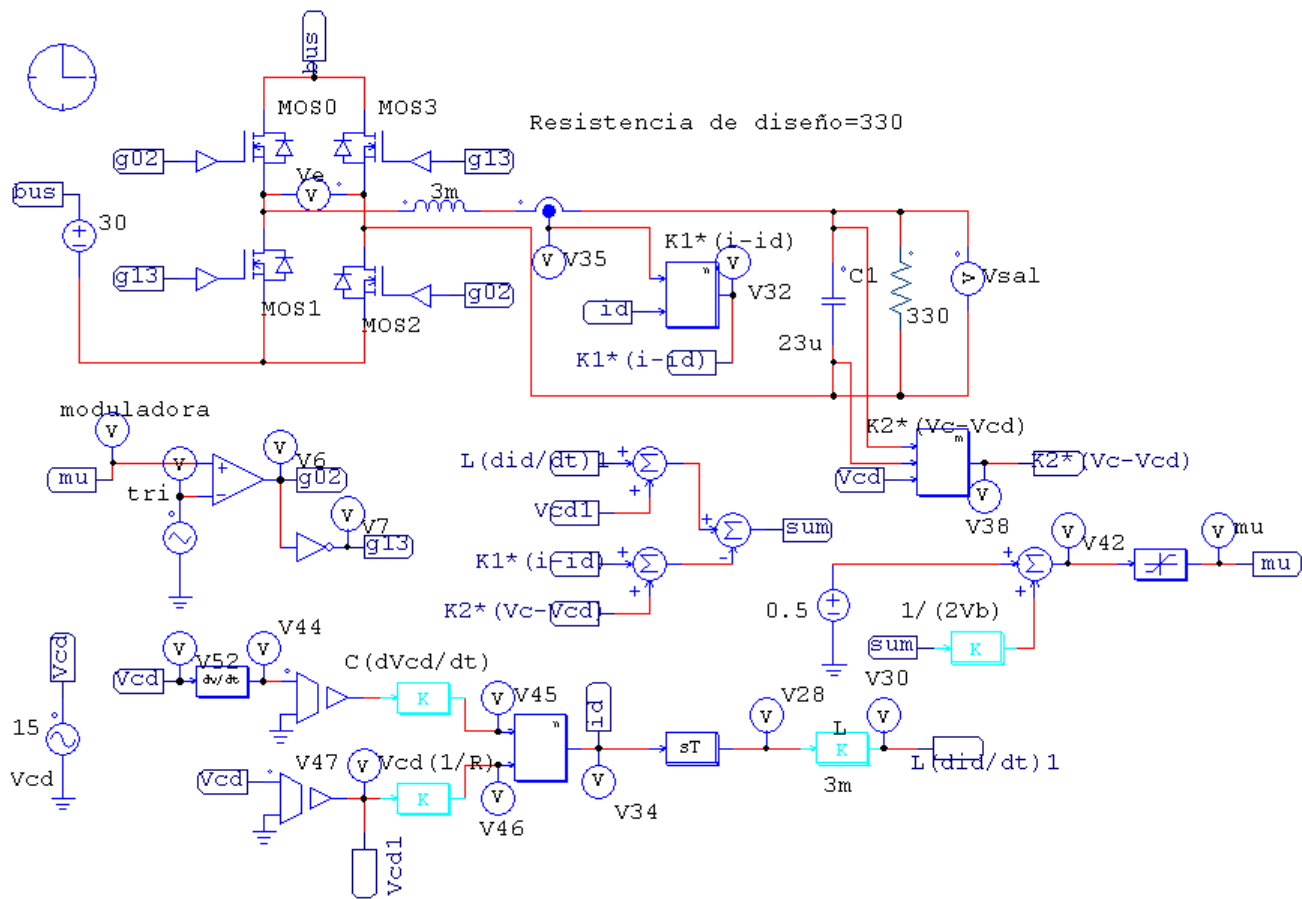 bus
MOS0 MOS3
Resistencia de diseño=330
g02 g13
Ve
bus
3m
30
K1*(i-id)
V
V35
g13
V32
C1
Vsal
id
g02
MOS1
330
MOS2
23u
K1*(i-id)
moduladora
K2*(Vc-Vcd)
V6
L(did/dt)1
K2*(Vc-Vcd)
mu
g02
Vcd
tri
Vcd1
V7
V38
sum
V42
mu
g13
K1*(i-id)
mu
0.5
1/(2Vb)
K2*(Vc-Vcd)
sum
K
V44
Vcd
V52
C(dVcd/dt)
V30
Vcd
dv/dt
V45
V28
K
id
n
15
L
sT
K
V47
Vcd(1/R)
L(did/dt)1
Vcd
Vcd
3m
K
V34
V46
Vcd1